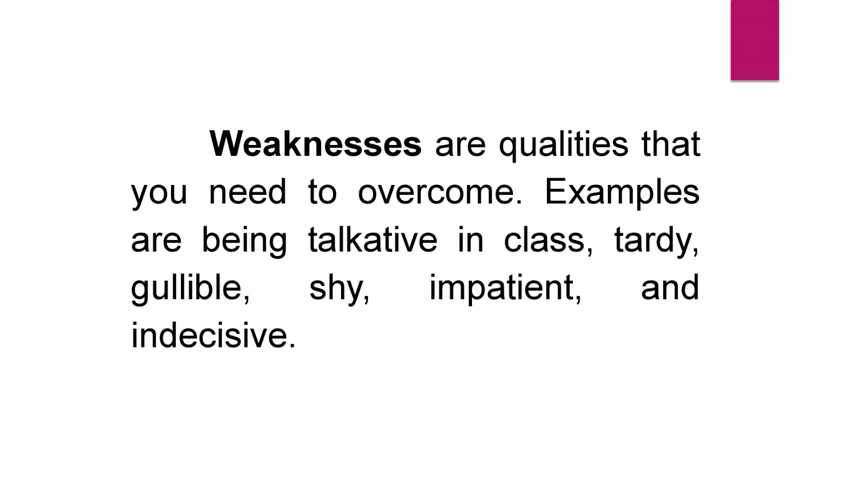 Weaknesses are qualities that
you need to overcome. Examples
are being talkative in class, tardy,
gullible, shy, impatient, and
indecisive.